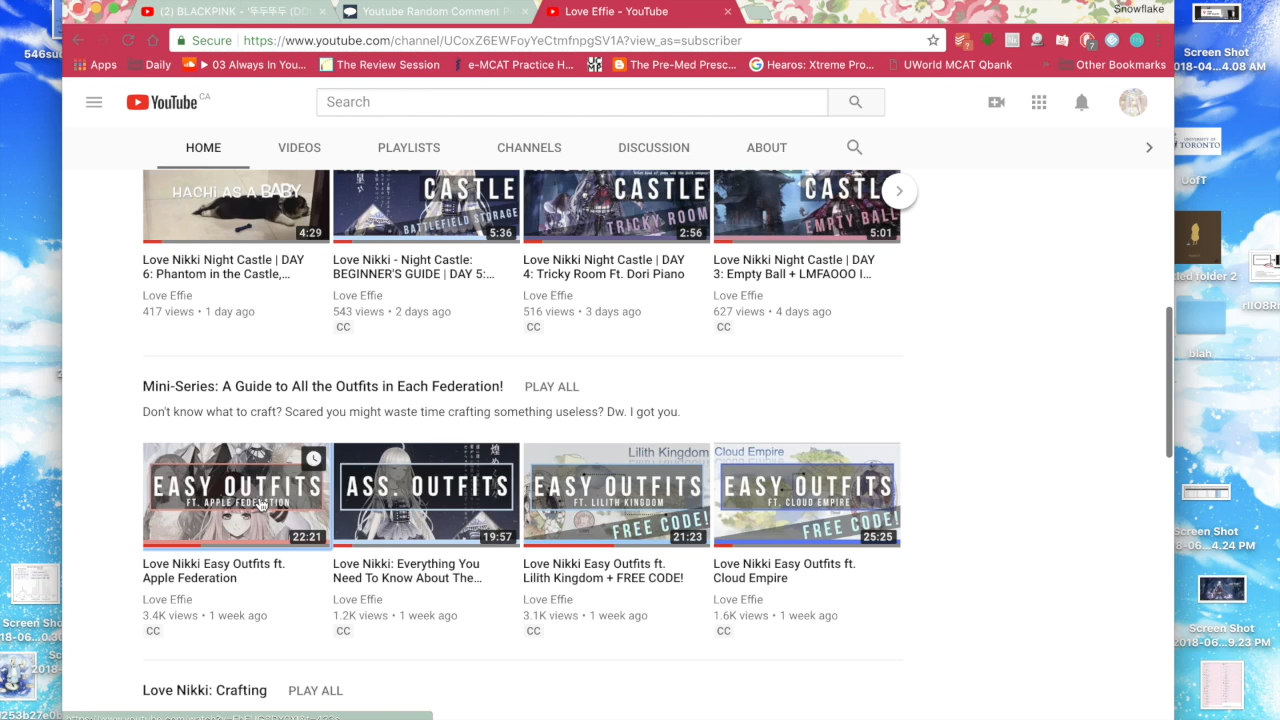 (2) BLACKPINK - '뚜두뚜두 (DD
Youtube Random Comment P
Love Effie - YouTube
Snowflake
Secure
https://www.youtube.com/channel/UCoxZ6EWFoyYeCtmfnpgSV1A?view_as=subscriber
7
7
Apps
Daily
03 Always In You...
The Review Session
e-MCAT Practice H...
The Pre-Med Presc...
Hearos: Xtreme Pro...
UWorld MCAT Qbank
»
Other Bookmarks
YouTube CA
Search
HOME
VIDEOS
PLAYLISTS
CHANNELS
DISCUSSION
ABOUT
HACHI AS A BABY
4:29
CASTLE
BATTLEFIELD STORAGE
5:36
CASTLE
TRICKY ROOM
2:56
CASTL
EMPTY BALL
5:01
Love Nikki Night Castle | DAY
6: Phantom in the Castle,...
Love Effie
417 views • 1 day ago
Love Nikki - Night Castle:
BEGINNER'S GUIDE | DAY 5:...
Love Effie
543 views • 2 days ago
CC
Love Nikki Night Castle | DAY
4: Tricky Room Ft. Dori Piano
Love Effie
516 views • 3 days ago
CC
Love Nikki Night Castle | DAY
3: Empty Ball + LMFAOOO I...
Love Effie
627 views • 4 days ago
CC
Mini-Series: A Guide to All the Outfits in Each Federation!
PLAY ALL
Don't know what to craft? Scared you might waste time crafting something useless? Dw. I got you.
EASY OUTFITS
FT. APPLE FEDERATION
22:21
ASS. OUTFITS
19:57
Lilith Kingdom
EASY OUTFITS
FT. LILITH KINGDOM
FREE CODE!
21:23
Cloud Empire
EASY OUTFITS
FT. CLOUD EMPIRE
FREE CODE!
25:25
Love Nikki Easy Outfits ft.
Apple Federation
Love Effie
3.4K views • 1 week ago
CC
Love Nikki: Everything You
Need To Know About The...
Love Effie
1.2K views • 1 week ago
CC
Love Nikki Easy Outfits ft.
Lilith Kingdom + FREE CODE!
Love Effie
3.1K views • 1 week ago
CC
Love Nikki Easy Outfits ft.
Cloud Empire
Love Effie
1.6K views • 1 week ago
CC
Love Nikki: Crafting
PLAY ALL
546sus
Screen Sho
2018-06
253b27e0
Screen Shot
2018-04...4.08 AM
UNIVERSITY OF
TORONTO
UofT
folder 2
blah
Screen Shot
18-06...4.24 PM
Screen Shot
2018-06...9.23 PM